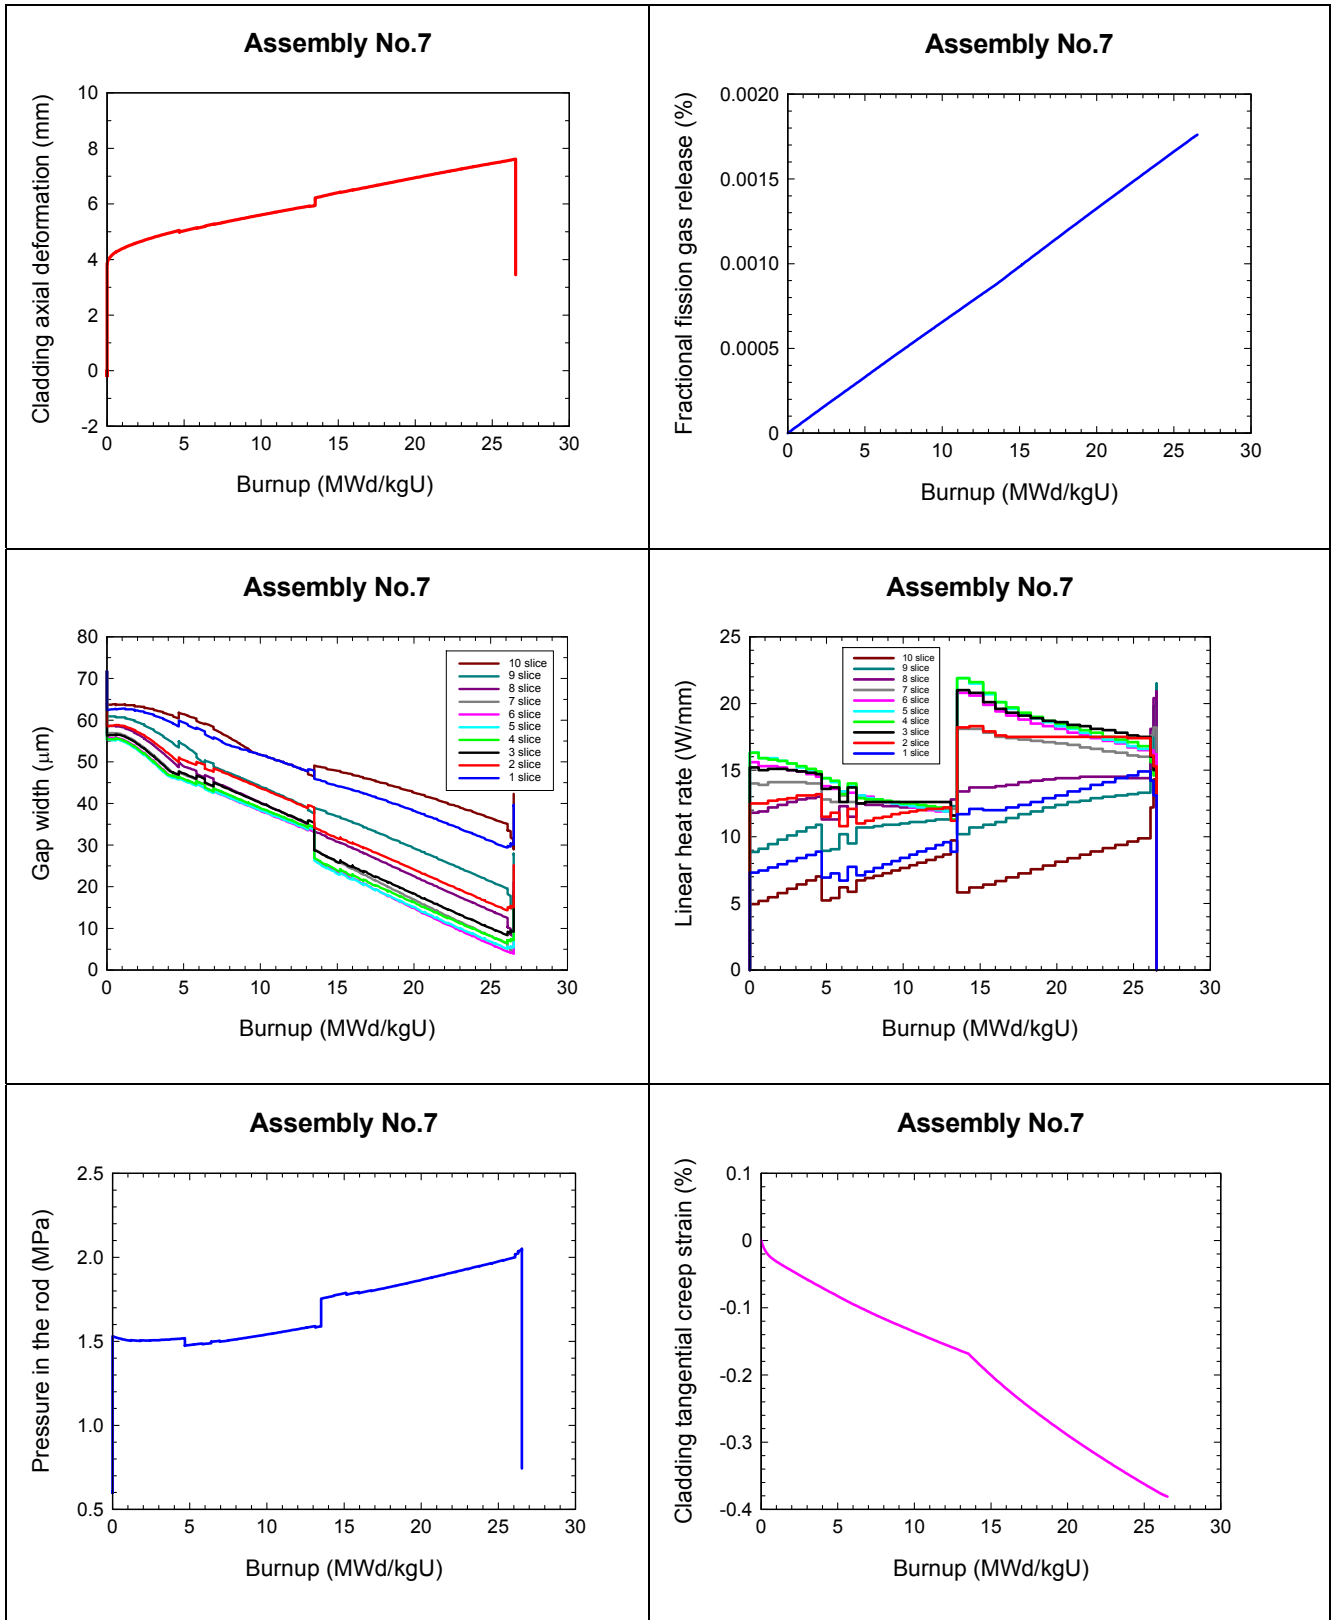 Assembly No.7
Cladding axial deformation (mm)
10
8
6
4
2
0
-2
0 5 10 15 20 25 30
Burnup (MWd/kgU)
Assembly No.7
Fractional fission gas release (%)
0.0020
0.0015
0.0010
0.0005
0
0 5 10 15 20 25 30
Burnup (MWd/kgU)
Assembly No.7
Gap width (μm)
80
70
60
50
40
30
20
10
0
10 slice
9 slice
8 slice
7 slice
6 slice
5 slice
4 slice
3 slice
2 slice
1 slice
0 5 10 15 20 25 30
Burnup (MWd/kgU)
Assembly No.7
Linear heat rate (W/mm)
25
20
15
10
5
0
10 slice
9 slice
8 slice
7 slice
6 slice
5 slice
4 slice
3 slice
2 slice
1 slice
0 5 10 15 20 25 30
Burnup (MWd/kgU)
Assembly No.7
Pressure in the rod (MPa)
2.5
2.0
1.5
1.0
0.5
0 5 10 15 20 25 30
Burnup (MWd/kgU)
Assembly No.7
Cladding tangential creep strain (%)
0.1
0
-0.1
-0.2
-0.3
-0.4
0 5 10 15 20 25 30
Burnup (MWd/kgU)